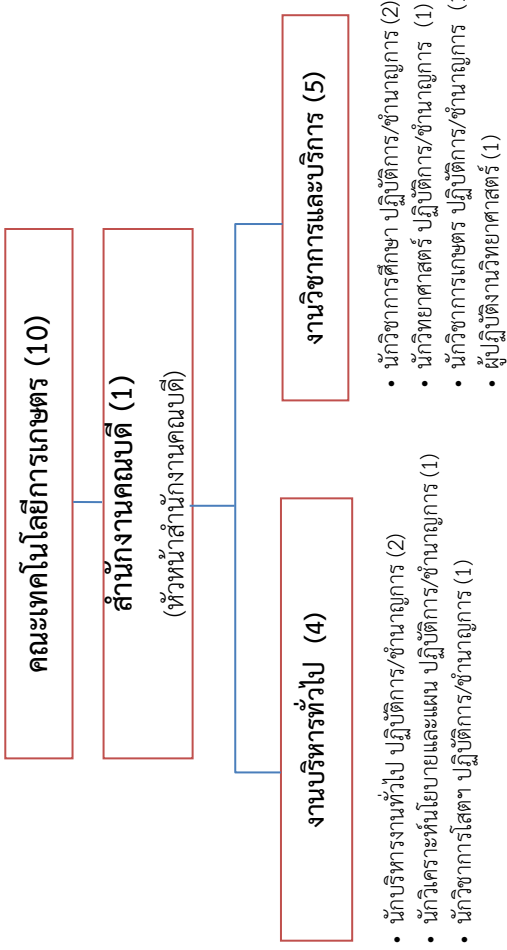 คณะเทคโนโลยีการเกษตร (10)
สำนักงานคณบดี (1)
(หัวหน้าสำนักงานคณบดี)
งานบริหารทั่วไป (4)
• นักบริหารงานทั่วไป ปฏิบัติการ/ชำนาญการ (2)
• นักวิเคราะห์นโยบายและแผน ปฏิบัติการ/ชำนาญการ (1)
• นักวิชาการโสตฯ ปฏิบัติการ/ชำนาญการ (1)
งานวิชาการและบริการ (5)
• นักวิชาการศึกษา ปฏิบัติการ/ชำนาญการ (2)
• นักวิทยาศาสตร์ ปฏิบัติการ/ชำนาญการ (1)
• นักวิชาการเกษตร ปฏิบัติการ/ชำนาญการ
• ผู้ปฏิบัติงานวิทยาศาสตร์ (1)